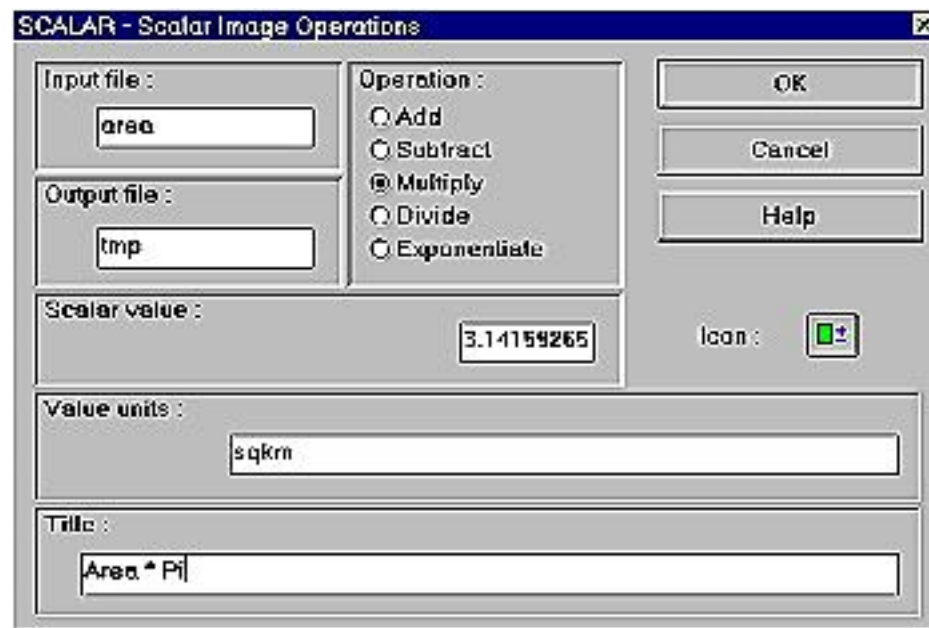 SCALAR - Scalar Image Operations
Input file :
area
Output file :
tmp
Operation :
Add
Subtract
Multiply
Divide
Exponentiate
OK
Cancel
Help
Scalar value :
3.14159265
Icon :
Value units :
sqkm
Title :
Area * Pi